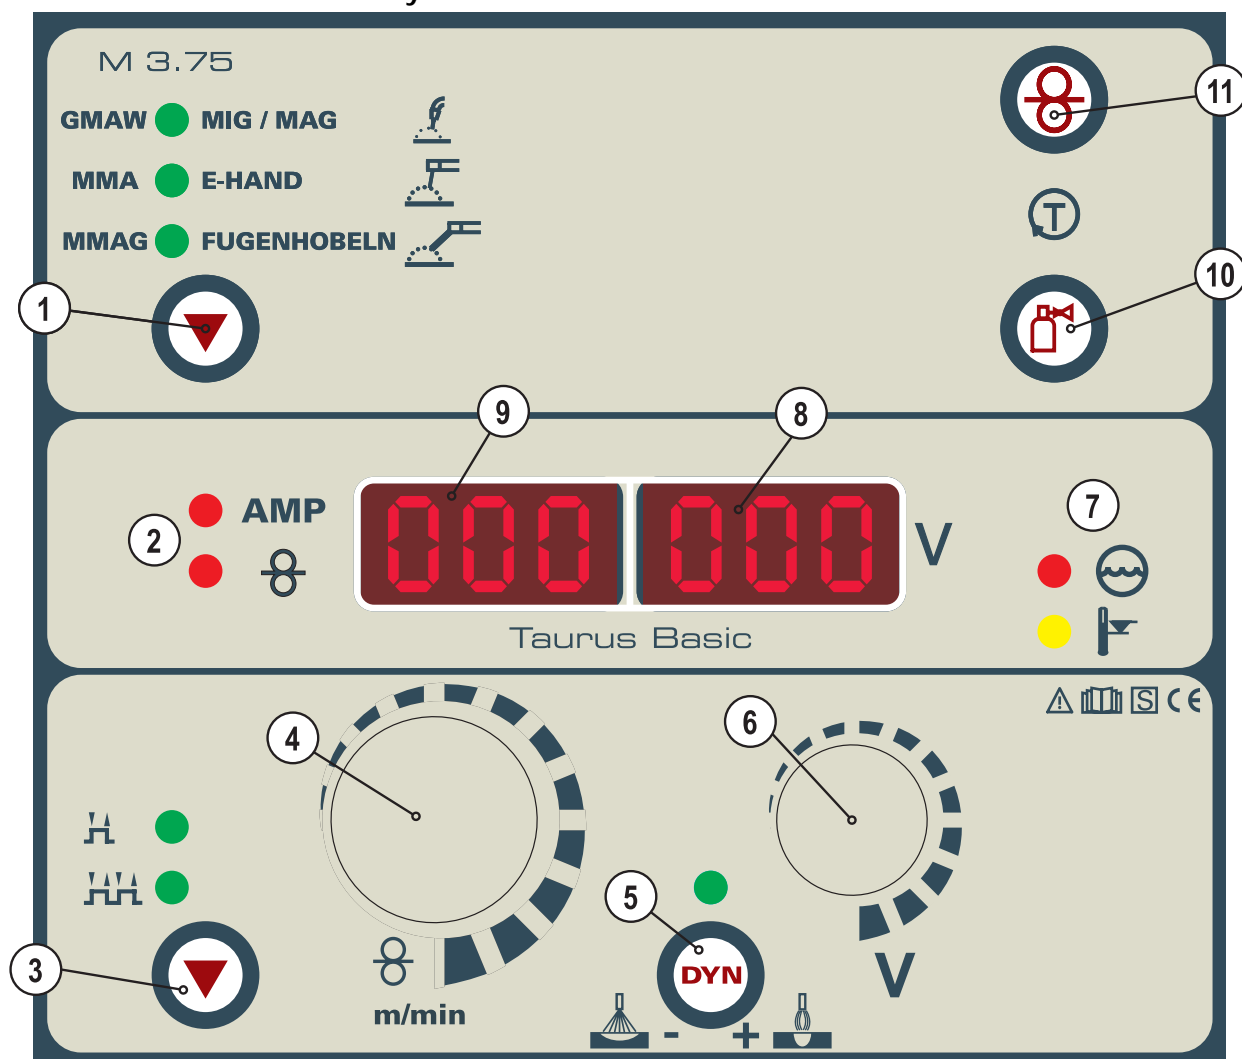 M 3.75
GMAW MIG / MAG
MMA E-HAND
MMAG FUGENHOBELN
11
T
10
1
9
8
2
AMP
000 000
V
7
Taurus Basic
4
6
S CE
3
5
DYN
V
m/min
- +